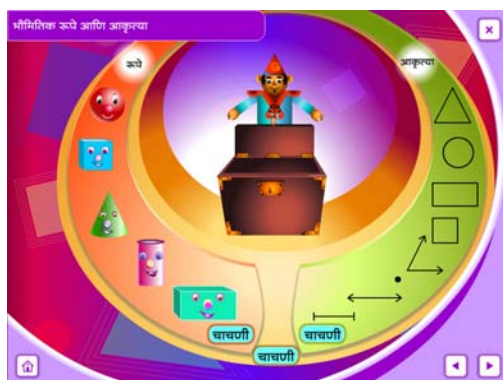 भौमितिक रूपे आणि आकृत्या
रूपे
आकृत्या
चाचणी
चाचणी
चाचणी